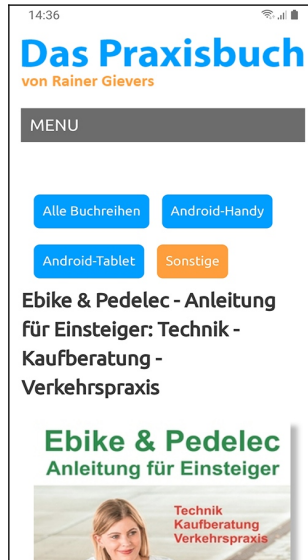 14:36
Das Praxisbuch
von Rainer Gievers
MENU
Alle Buchreihen
Android-Handy
Android-Tablet
Sonstige
Ebike & Pedelec - Anleitung
für Einsteiger: Technik -
Kaufberatung -
Verkehrspraxis
Ebike & Pedelec
Anleitung für Einsteiger
Technik
Kaufberatung
Verkehrspraxis